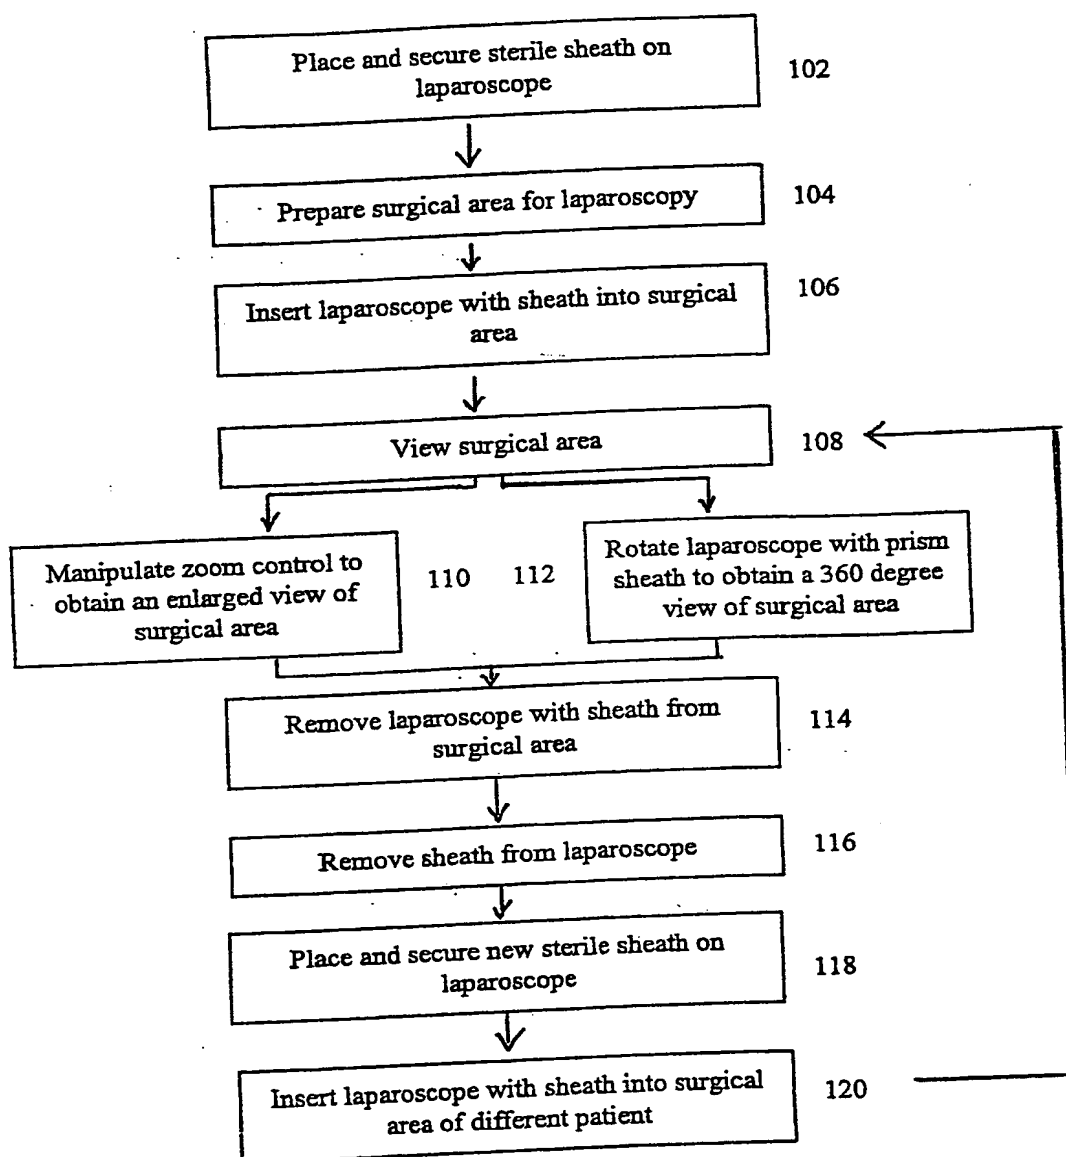 Place and secure sterile sheath on
laparoscope
102
Prepare surgical area for laparoscopy
104
Insert laparoscope with sheath into surgical
area
106
View surgical area
108
Manipulate zoom control to
obtain an enlarged view of
surgical area
110
112
Rotate laparoscope with prism
sheath to obtain a 360 degree
view of surgical area
Remove laparoscope with sheath from
surgical area
114
Remove sheath from laparoscope
116
Place and secure new sterile sheath on
laparoscope
118
Insert laparoscope with sheath into surgical
area of different patient
120